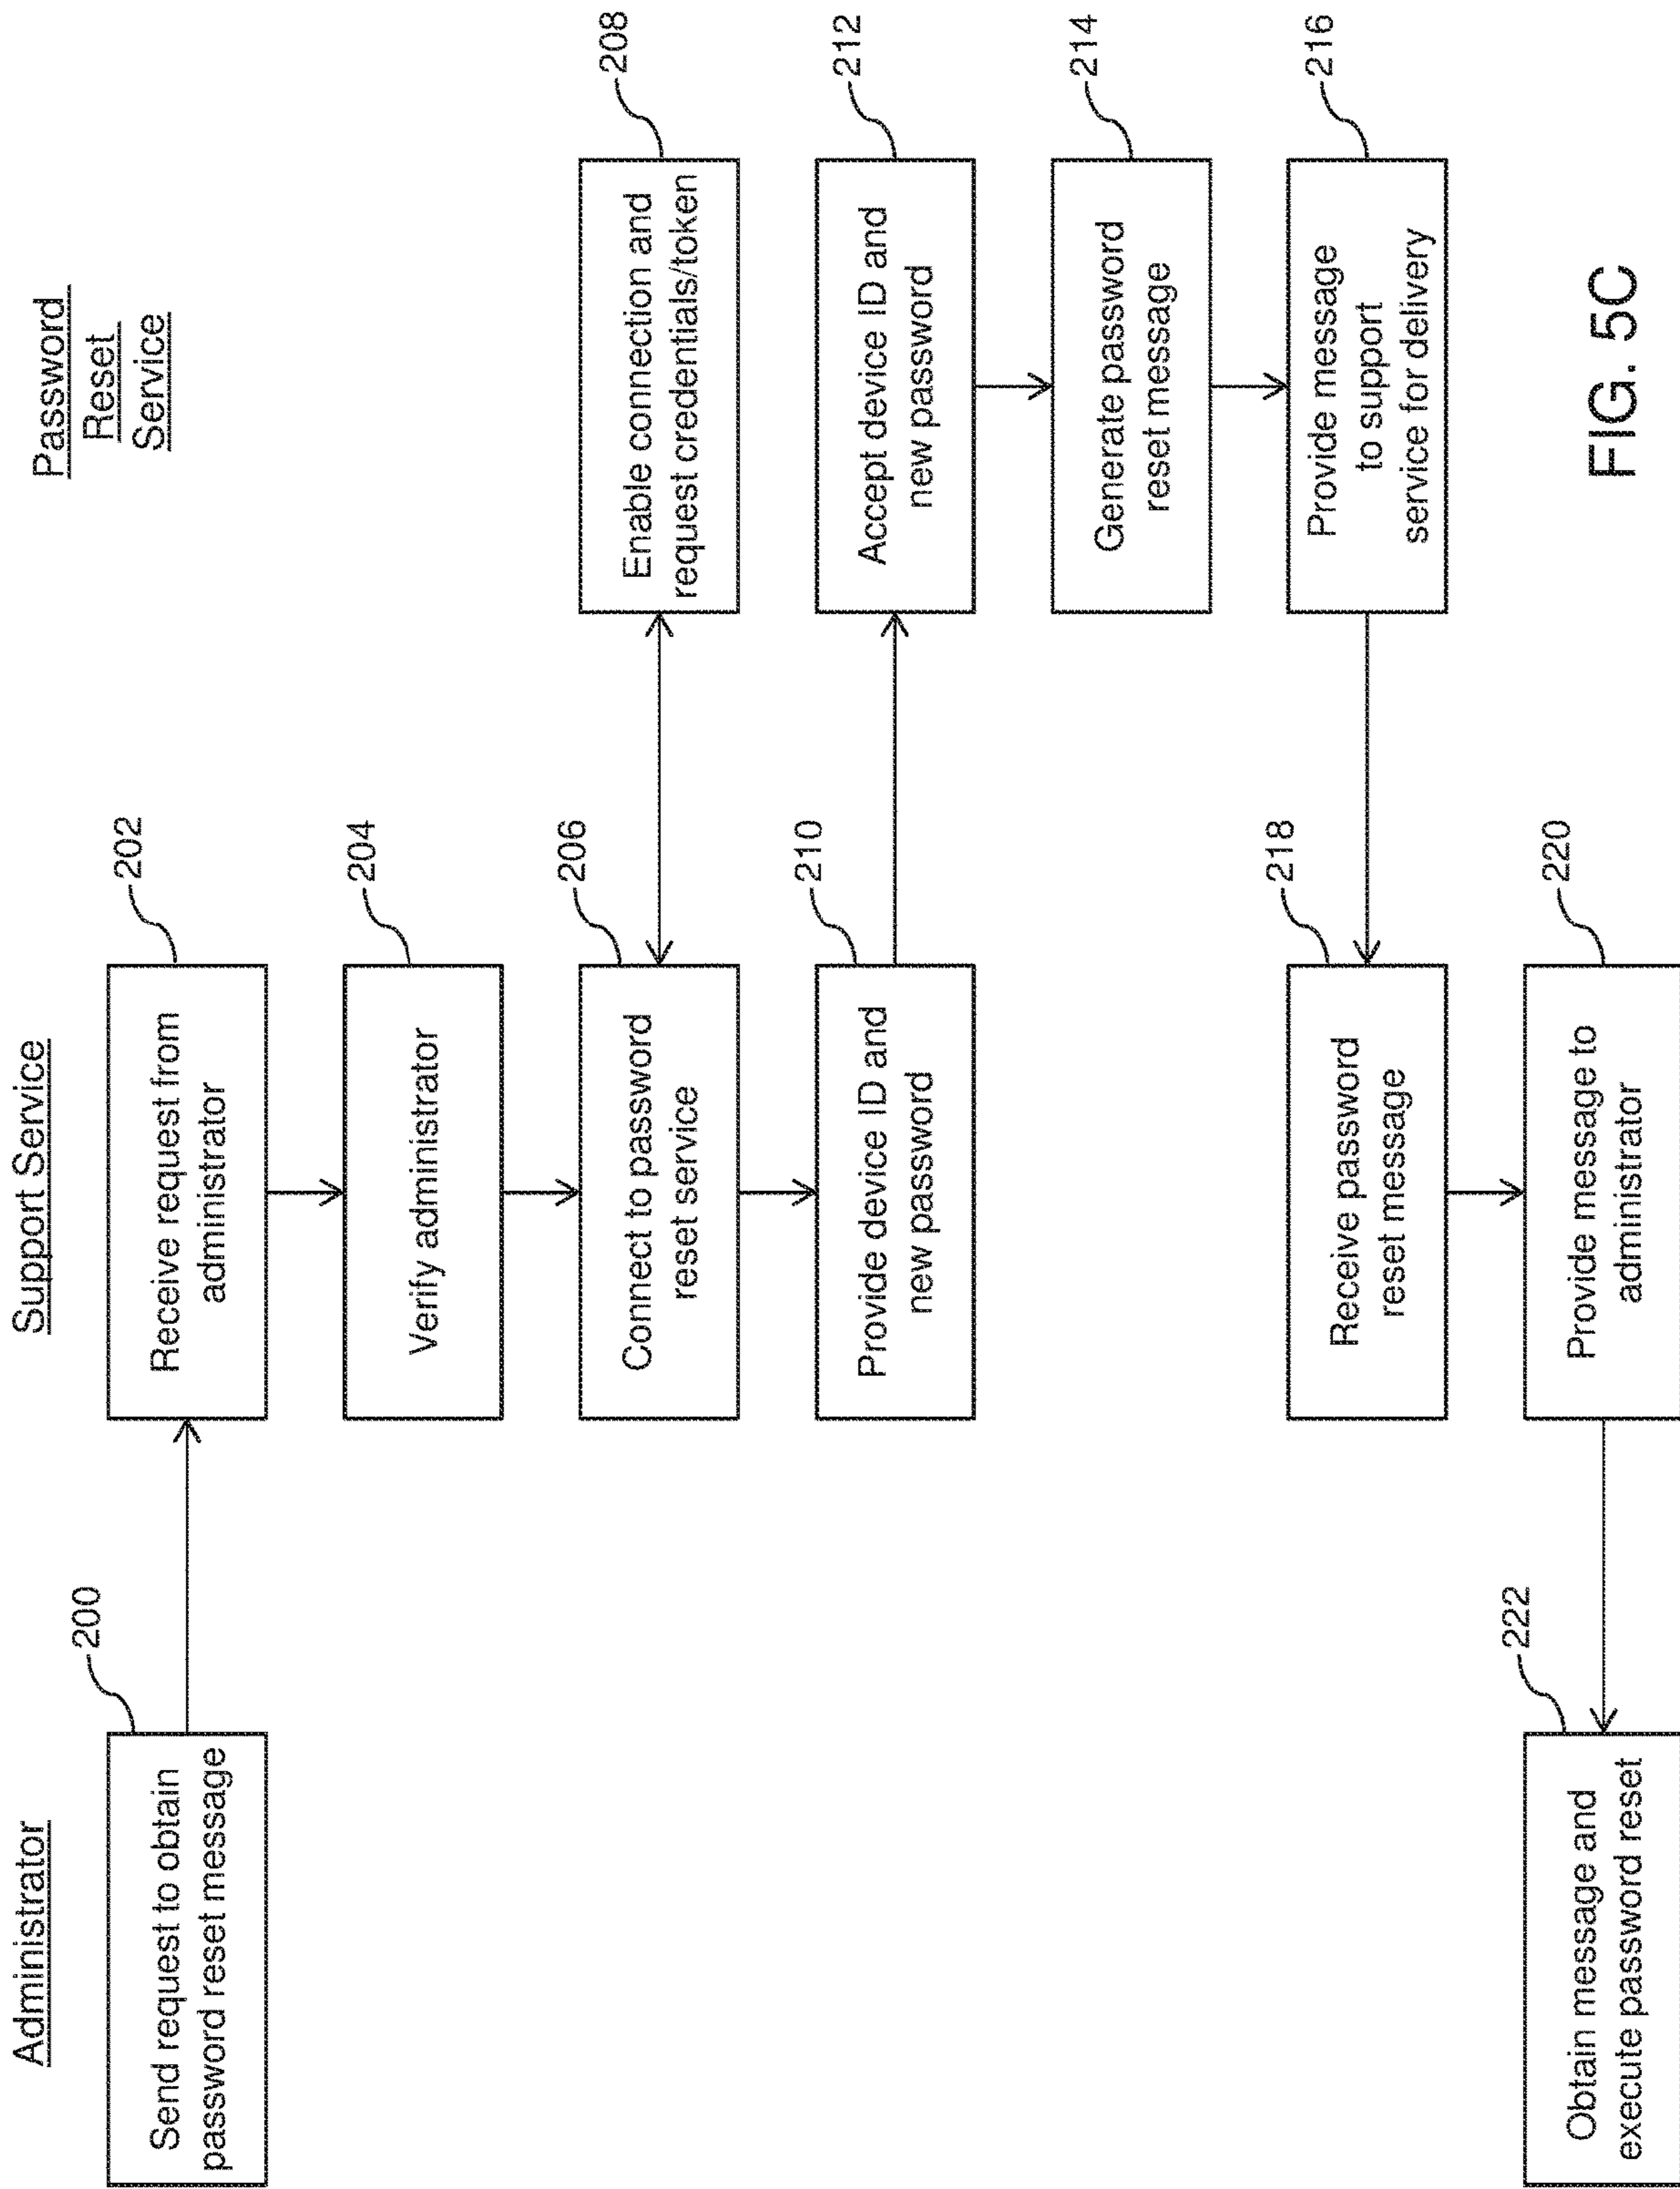 Administrator
Support Service
Password
Reset
Service
200
Send request to obtain
password reset message
202
Receive request from
administrator
204
Verify administrator
206
Connect to password
reset service
208
Enable connection and
request credentials/token
210
Provide device ID and
new password
212
Accept device ID and
new password
214
Generate password
reset message
216
Provide message
to support
service for delivery
218
Receive password
reset message
220
Provide message to
administrator
222
Obtain message and
execute password reset
FIG. 5C